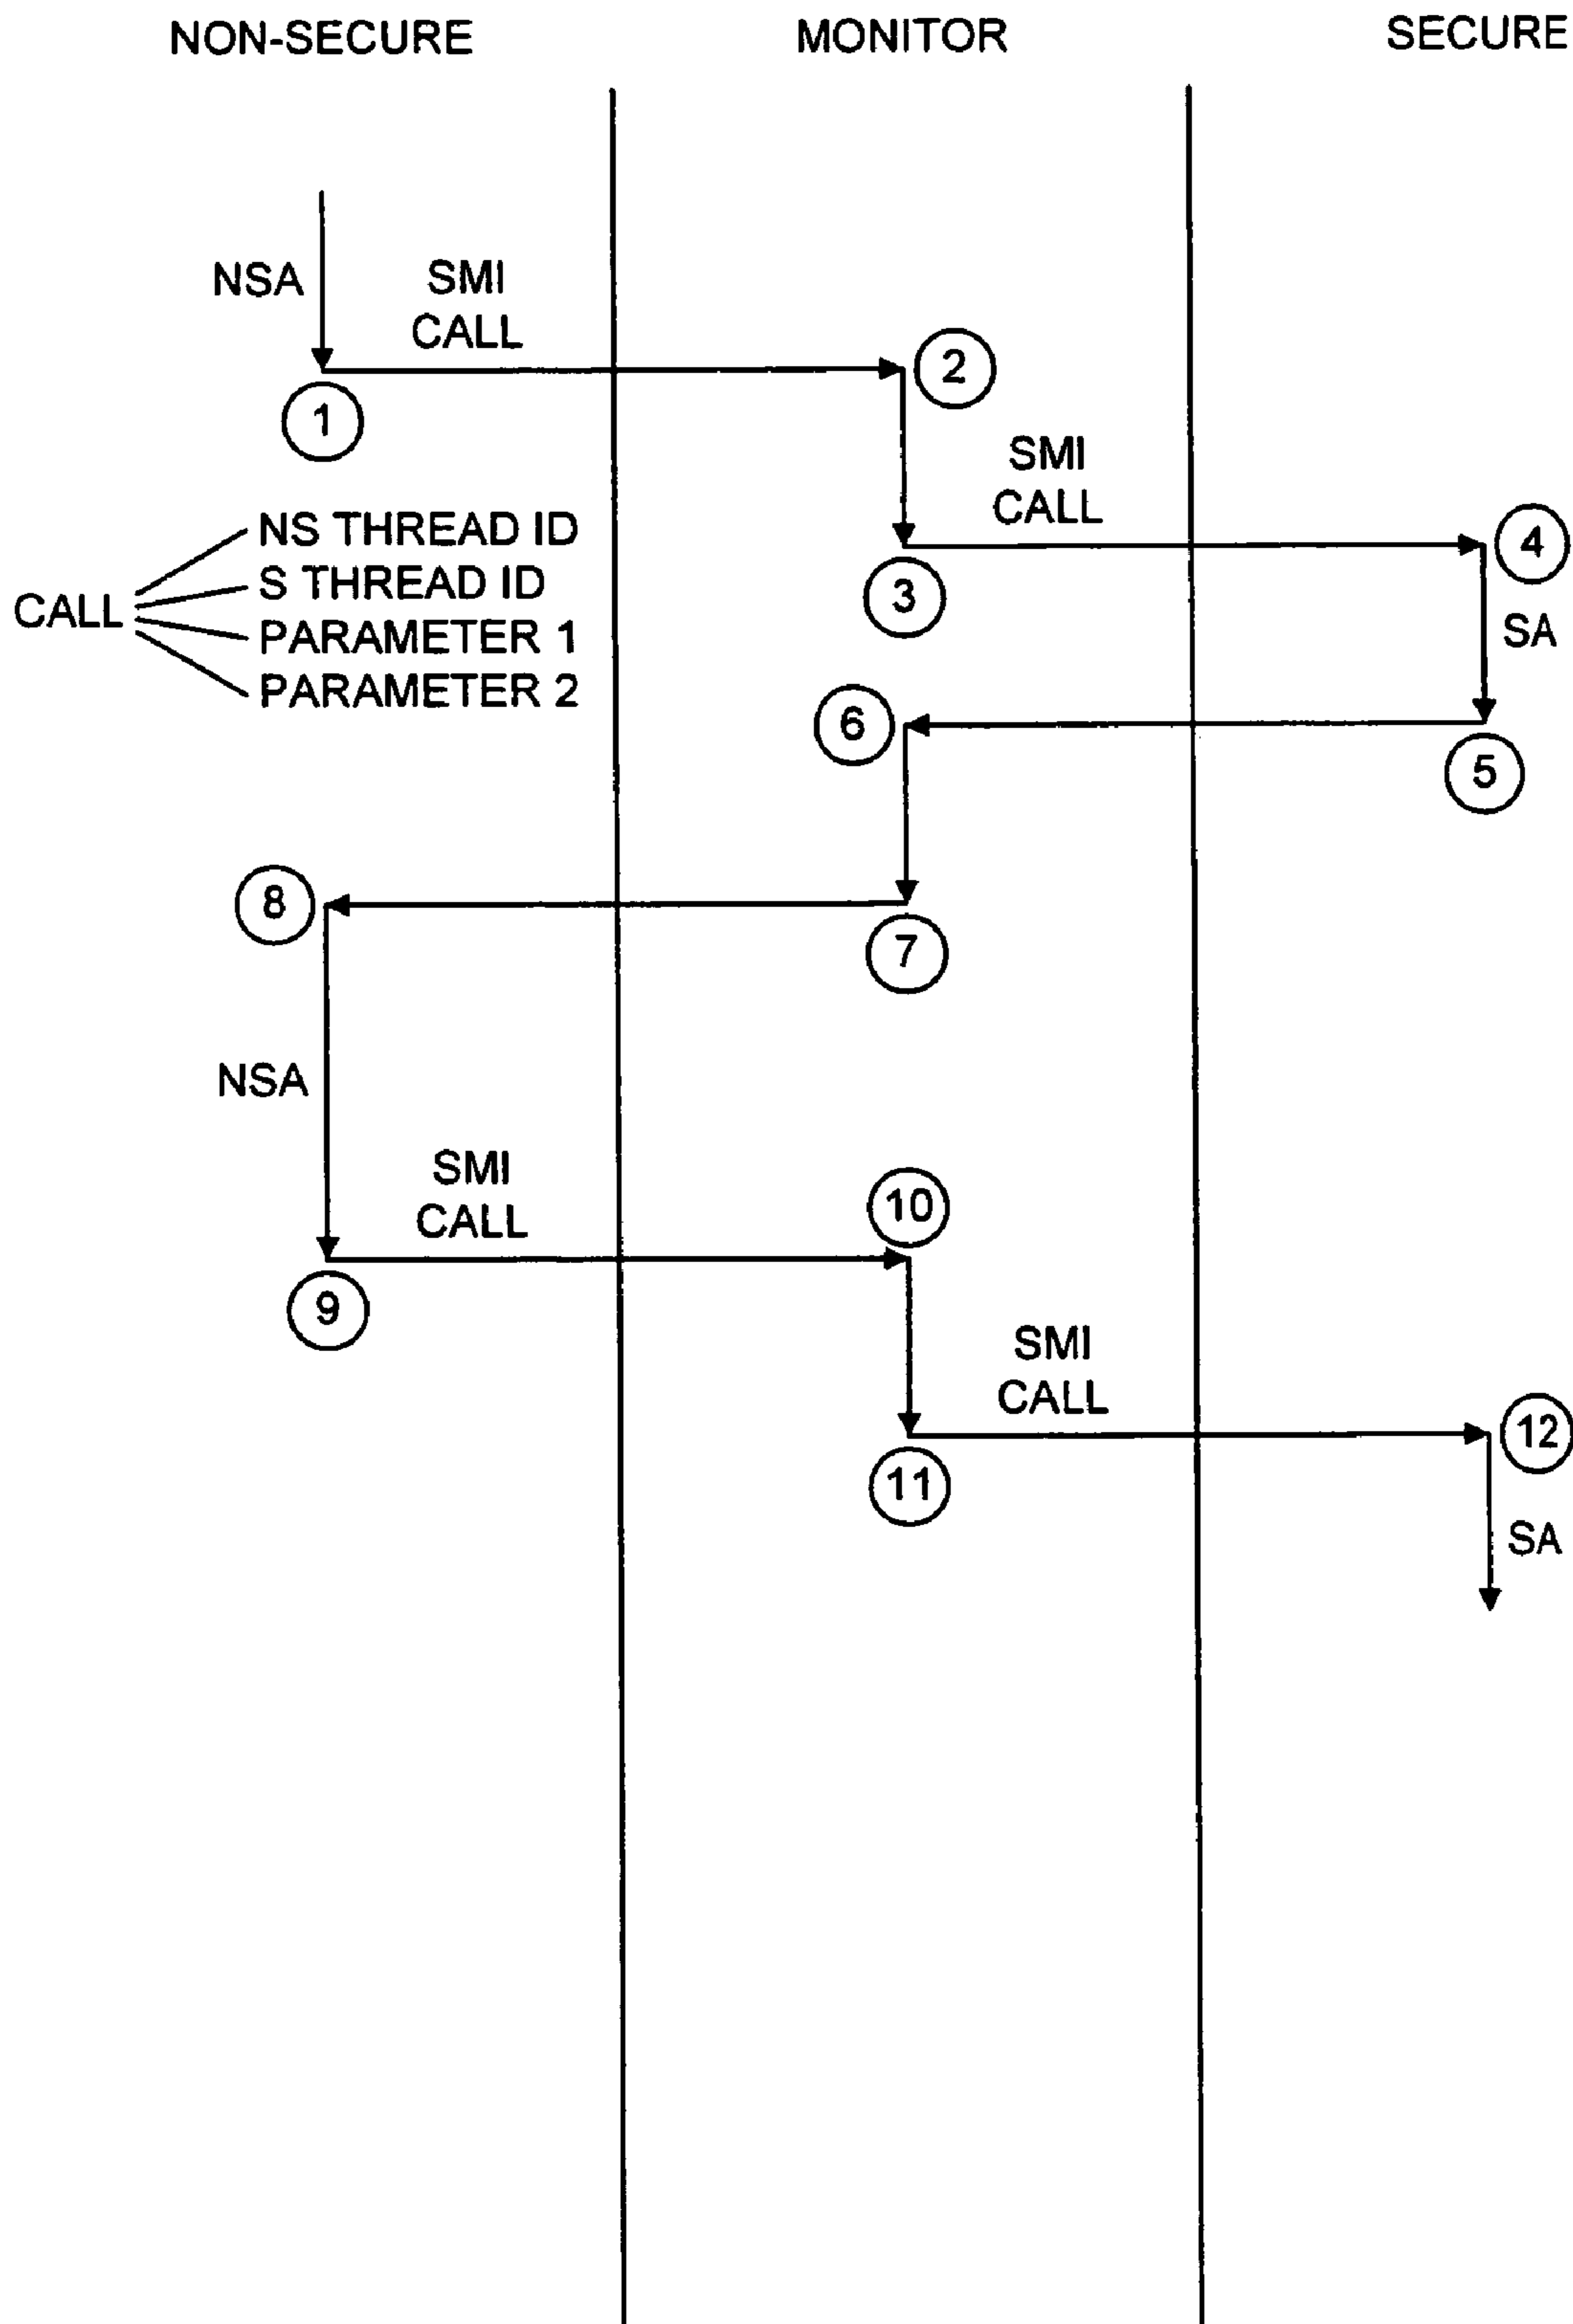 NON-SECURE
MONITOR
SECURE
NSA
SMI
CALL
2
1
SMI
CALL
4
3
NS THREAD ID
S THREAD ID
CALL
PARAMETER 1
PARAMETER 2
SA
6
5
8
7
NSA
SMI
CALL
10
9
SMI
CALL
12
11
SA